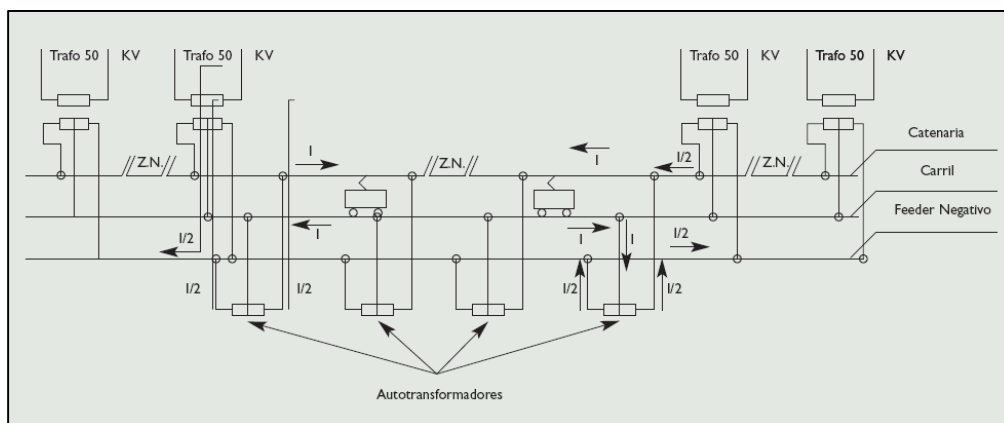 Trafo 50 KV Trafo 50 KV Trafo 50 KV Trafo 50 KV
Catenaria
Z.N. Z.N. Z.N.
I I I/2
Carril
Feeder Negativo
I I I I/2
I/2
I/2 I/2 I/2 I/2
Autotransformadores